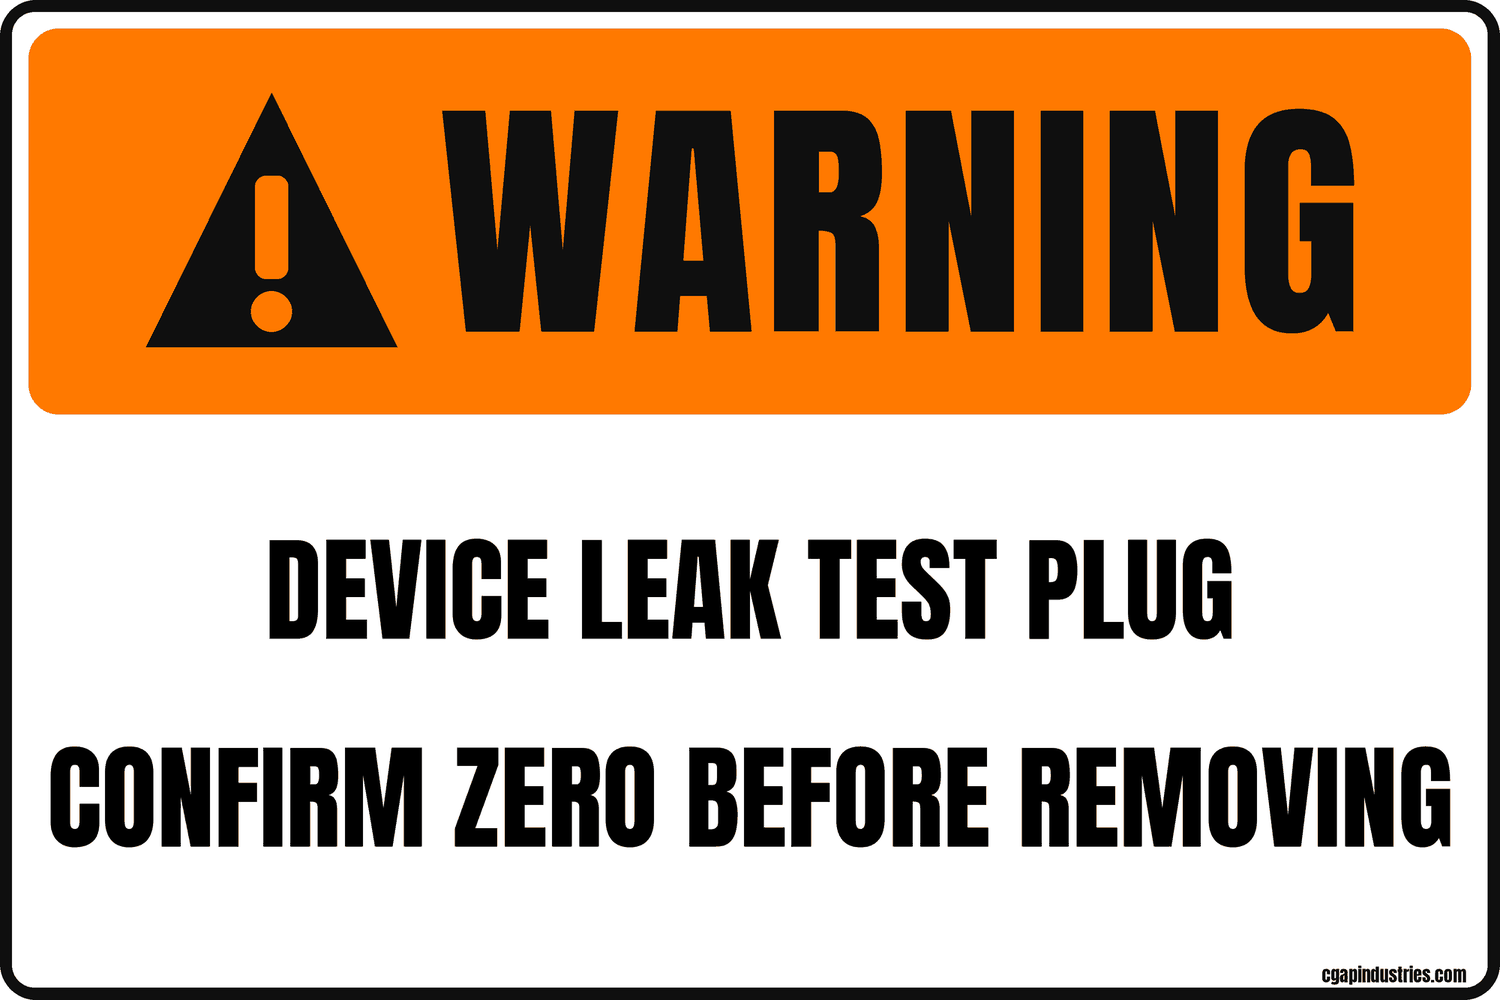 WARNING
DEVICE LEAK TEST PLUG
CONFIRM ZERO BEFORE REMOVING
cgapindustries.com